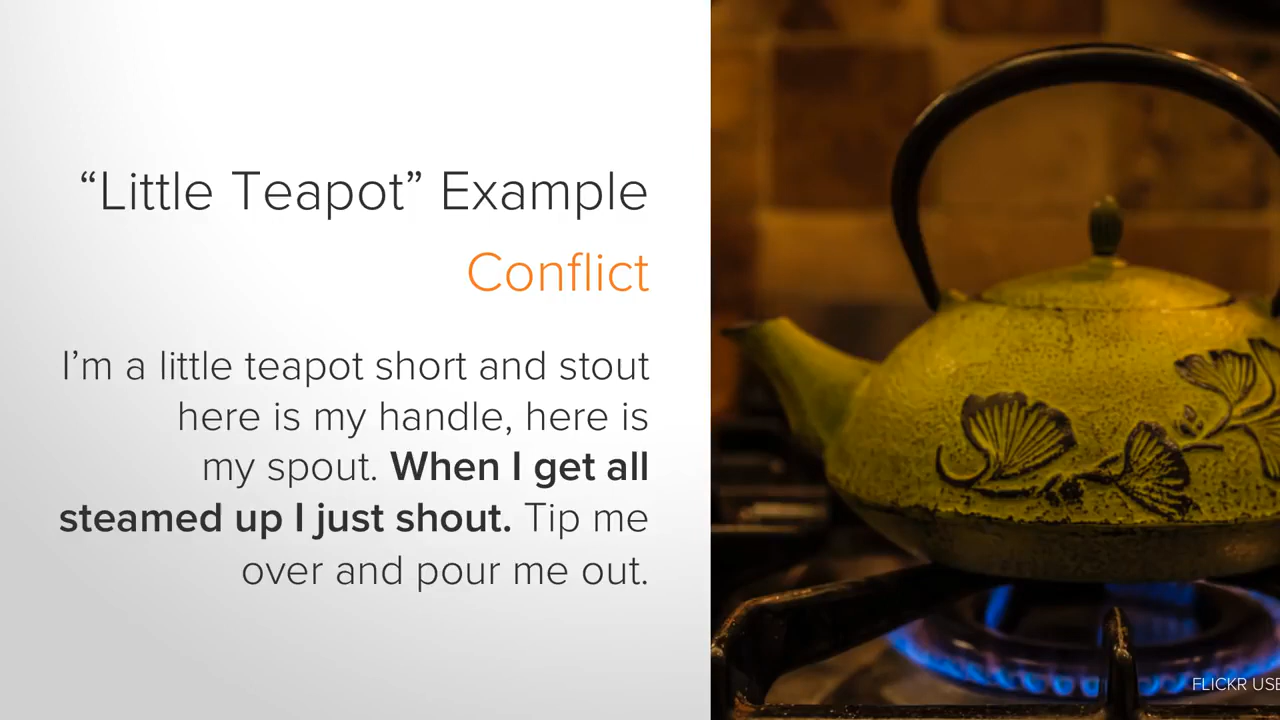 “Little Teapot” Example
Conflict
I’m a little teapot short and stout
here is my handle, here is
my spout. When I get all
steamed up I just shout. Tip me
over and pour me out.
FLICKR